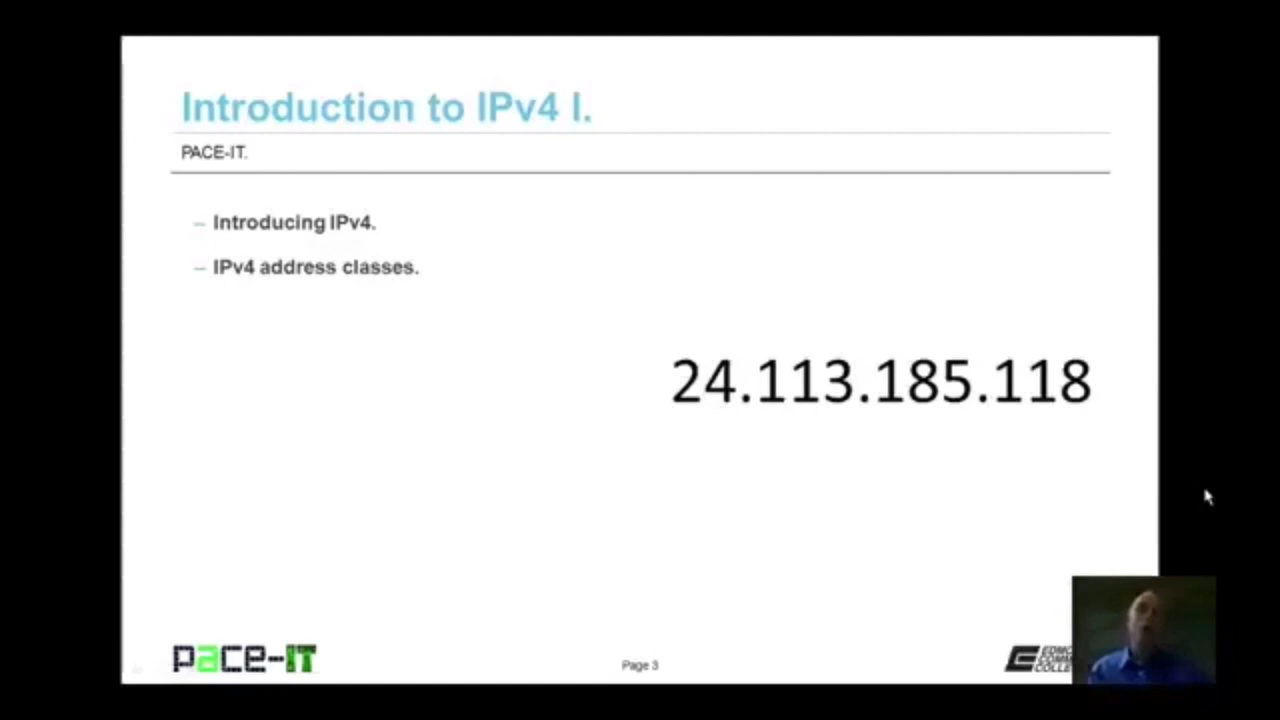 Introduction to IPv4 I.
PACE-IT.
– Introducing IPv4.
– IPv4 address classes.
24.113.185.118
pace-IT
Page 3